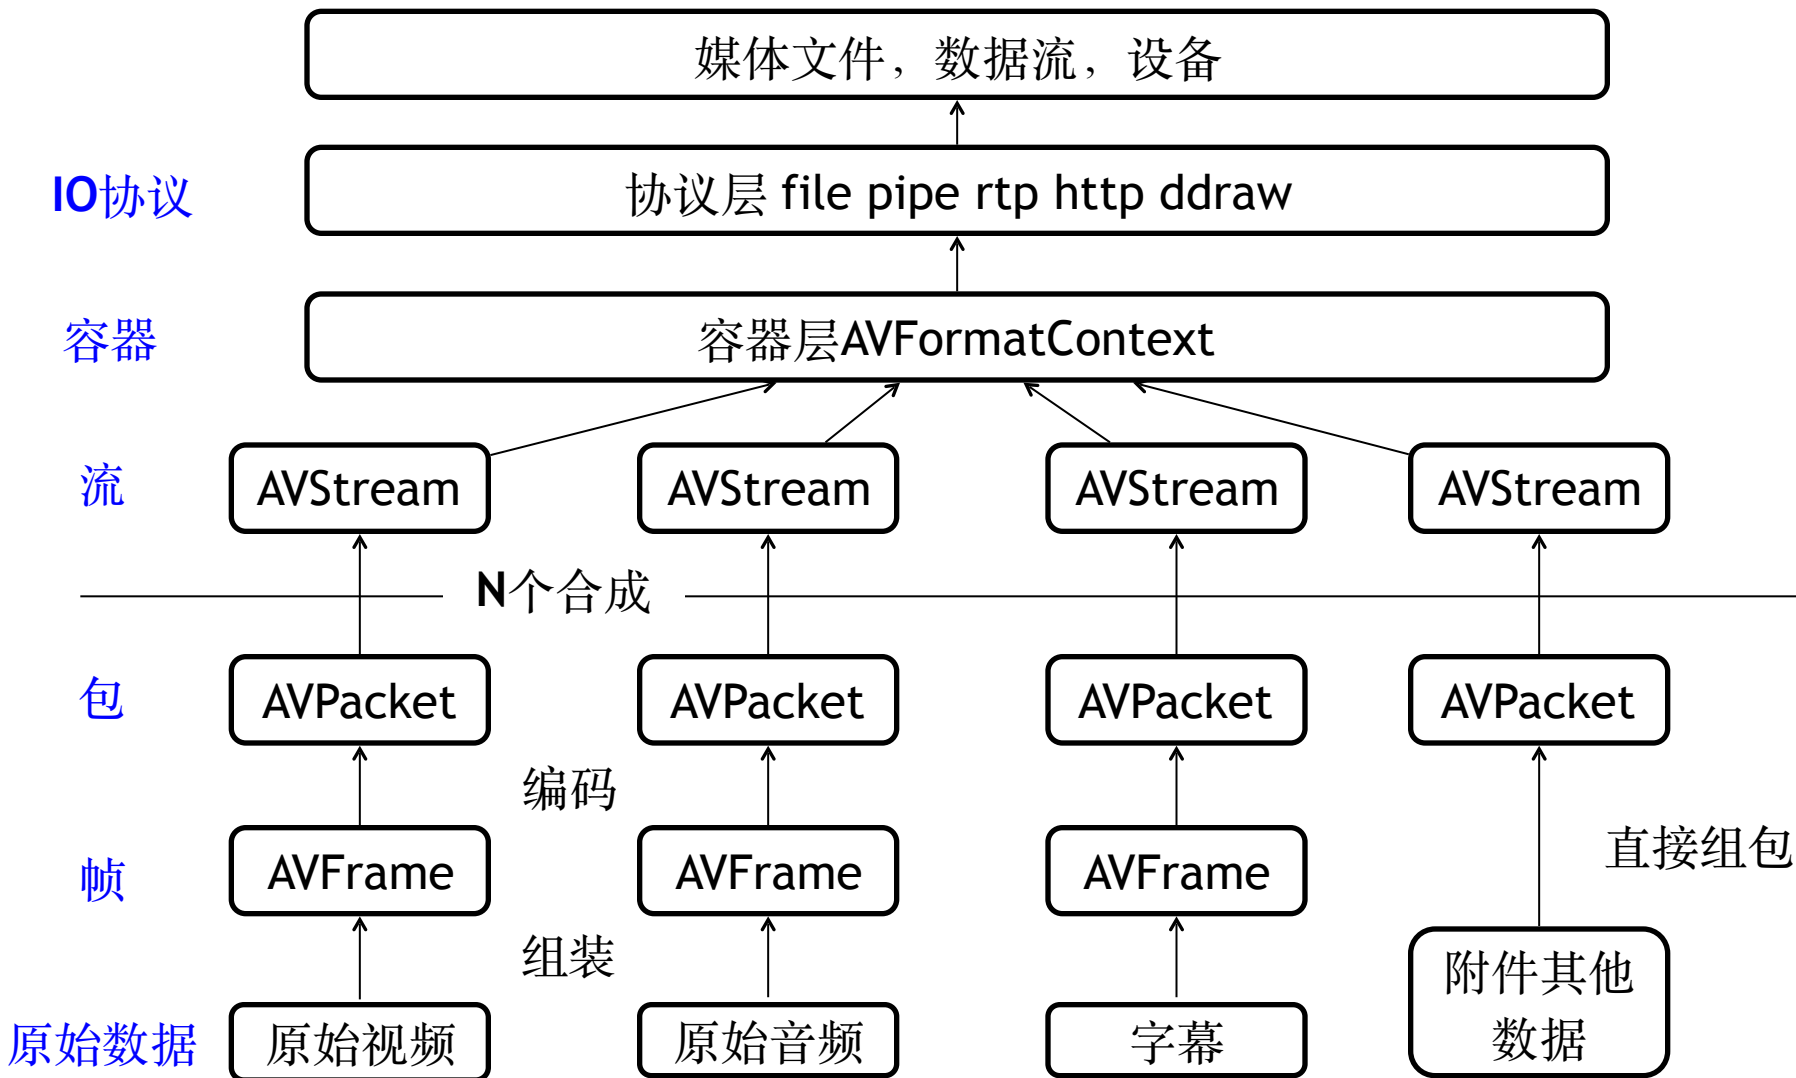 媒体文件，数据流，设备
IO协议
协议层 file pipe rtp http ddraw
容器
容器层AVFormatContext
流
AVStream
AVStream
AVStream
AVStream
N个合成
包
AVPacket
AVPacket
AVPacket
AVPacket
编码
直接组包
帧
AVFrame
AVFrame
AVFrame
组装
附件其他
数据
原始数据
原始视频
原始音频
字幕